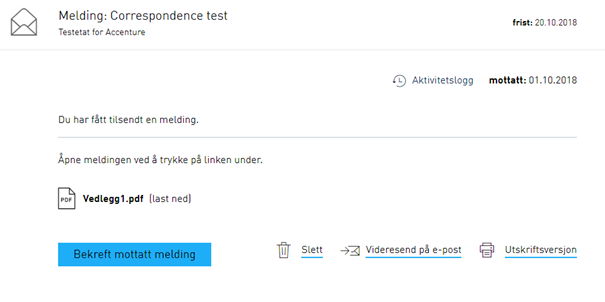 Melding: Correspondence test
frist: 20.10.2018
Testetat for Accenture
Aktivitetslogg mottatt: 01.10.2018
Du har fått tilsendt en melding.
Åpne meldingen ved å trykke på linken under.
PDF Vedlegg1.pdf (last ned)
Bekreft mottatt melding Slett Videresend på e-post Utskriftsversjon